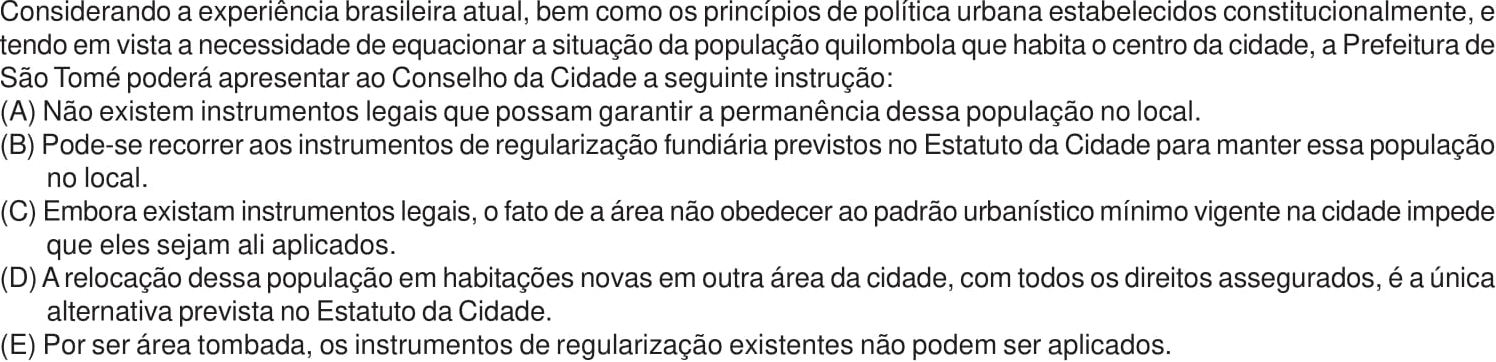 Considerando a experiência brasileira atual, bem como os princípios de política urbana estabelecidos constitucionalmente, e
tendo em vista a necessidade de equacionar a situação da população quilombola que habita o centro da cidade, a Prefeitura de
São Tomé poderá apresentar ao Conselho da Cidade a seguinte instrução:
(A) Não existem instrumentos legais que possam garantir a permanência dessa população no local.
(B) Pode-se recorrer aos instrumentos de regularização fundiária previstos no Estatuto da Cidade para manter essa população
no local.
(C) Embora existam instrumentos legais, o fato de a área não obedecer ao padrão urbanístico mínimo vigente na cidade impede
que eles sejam ali aplicados.
(D) A relocação dessa população em habitações novas em outra área da cidade, com todos os direitos assegurados, é a única
alternativa prevista no Estatuto da Cidade.
(E) Por ser área tombada, os instrumentos de regularização existentes não podem ser aplicados.